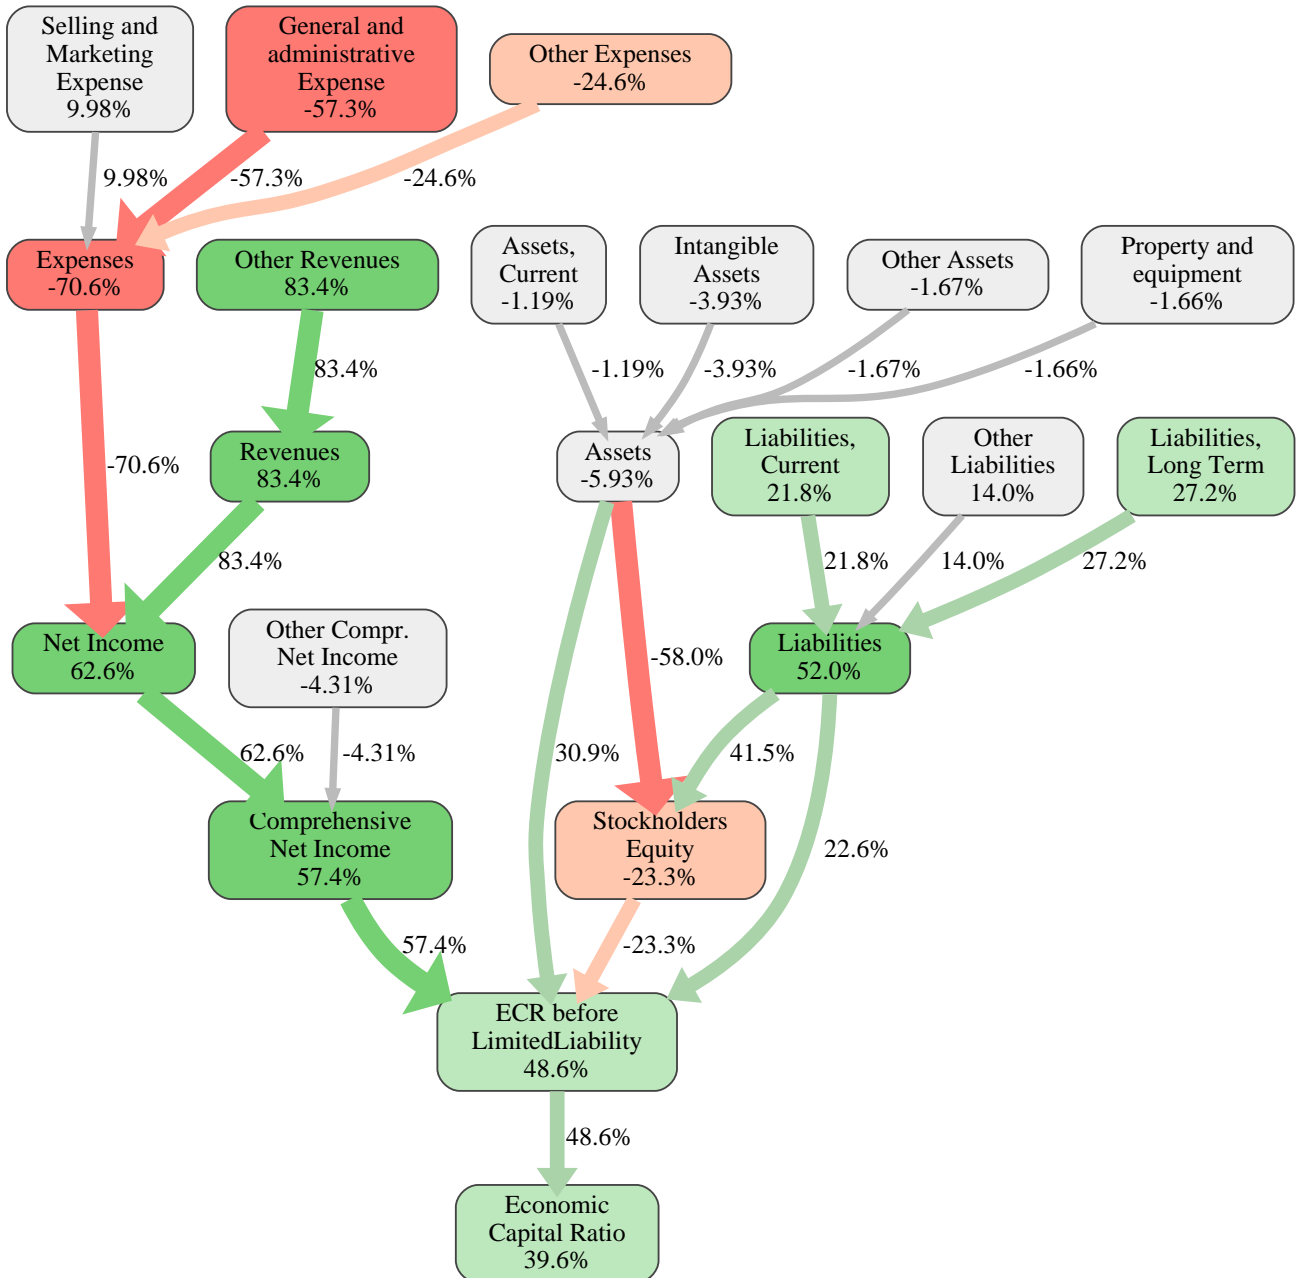 Selling and
Marketing
Expense
9.98%
General and
administrative
Expense
-57.3%
Other Expenses
-24.6%
9.98%
-57.3%
-24.6%
Expenses
-70.6%
Other Revenues
83.4%
Assets,
Current
-1.19%
Intangible
Assets
-3.93%
Other Assets
-1.67%
Property and
equipment
-1.66%
83.4%
-1.19%
-3.93%
-1.67%
-1.66%
-70.6%
Revenues
83.4%
Assets
-5.93%
Liabilities,
Current
21.8%
Other
Liabilities
14.0%
Liabilities,
Long Term
27.2%
83.4%
21.8%
14.0%
27.2%
Net Income
62.6%
Other Compr.
Net Income
-4.31%
-58.0%
Liabilities
52.0%
62.6%
-4.31%
30.9%
41.5%
Comprehensive
Net Income
57.4%
Stockholders
Equity
-23.3%
22.6%
57.4%
-23.3%
ECR before
LimitedLiability
48.6%
48.6%
Economic
Capital Ratio
39.6%